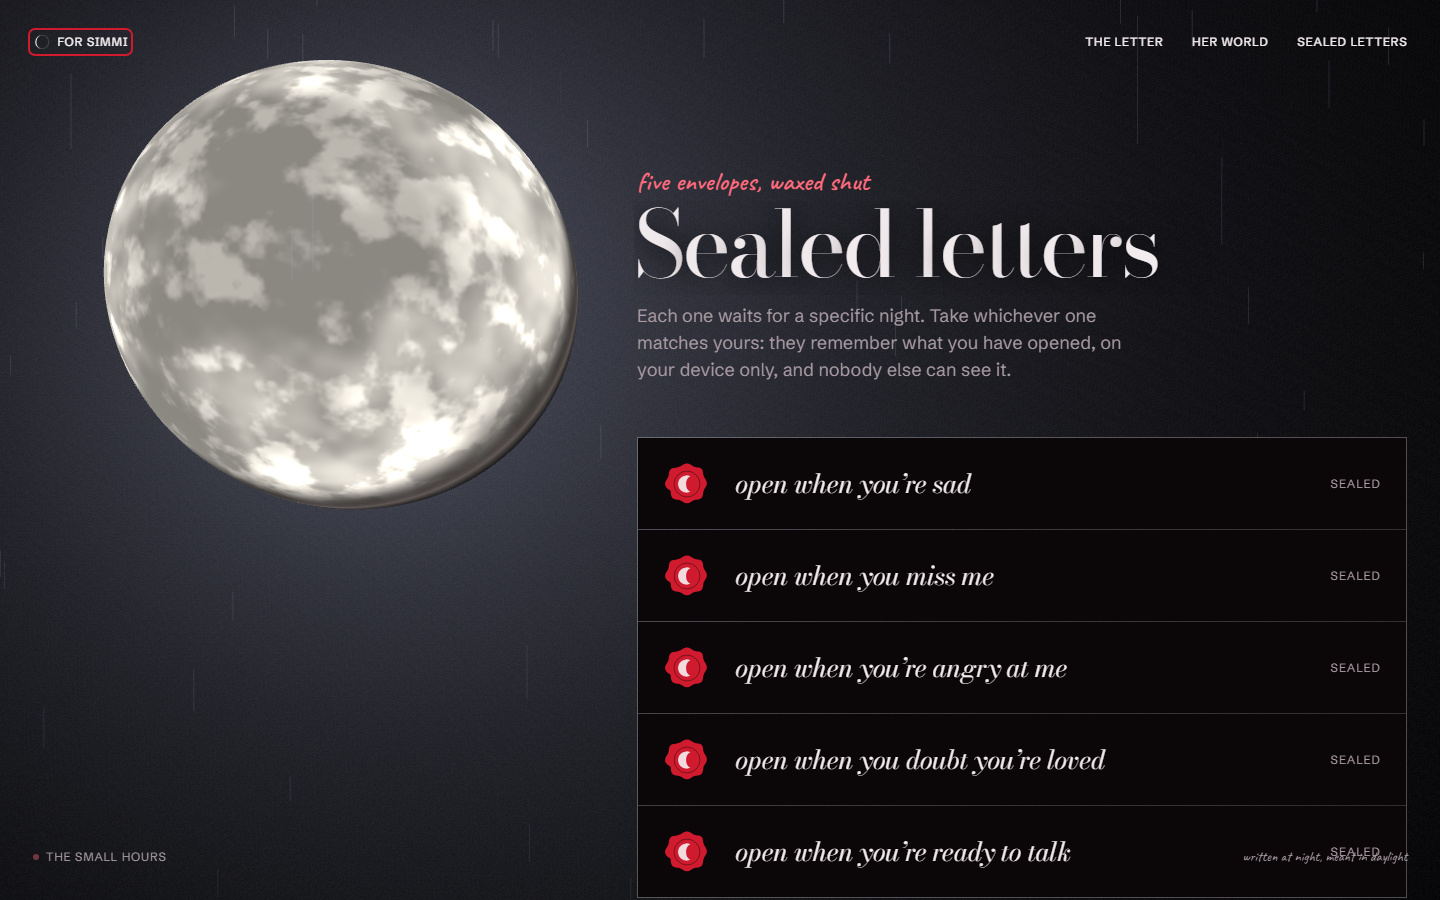 FOR SIMMI
THE LETTER
HER WORLD
SEALED LETTERS
five envelopes, waxed shut
Sealed letters
Each one waits for a specific night. Take whichever one
matches yours: they remember what you have opened, on
your device only, and nobody else can see it.
open when you’re sad
SEALED
open when you miss me
SEALED
open when you’re angry at me
SEALED
open when you doubt you’re loved
SEALED
open when you’re ready to talk
SEALED
THE SMALL HOURS
written at night, meant in daylight